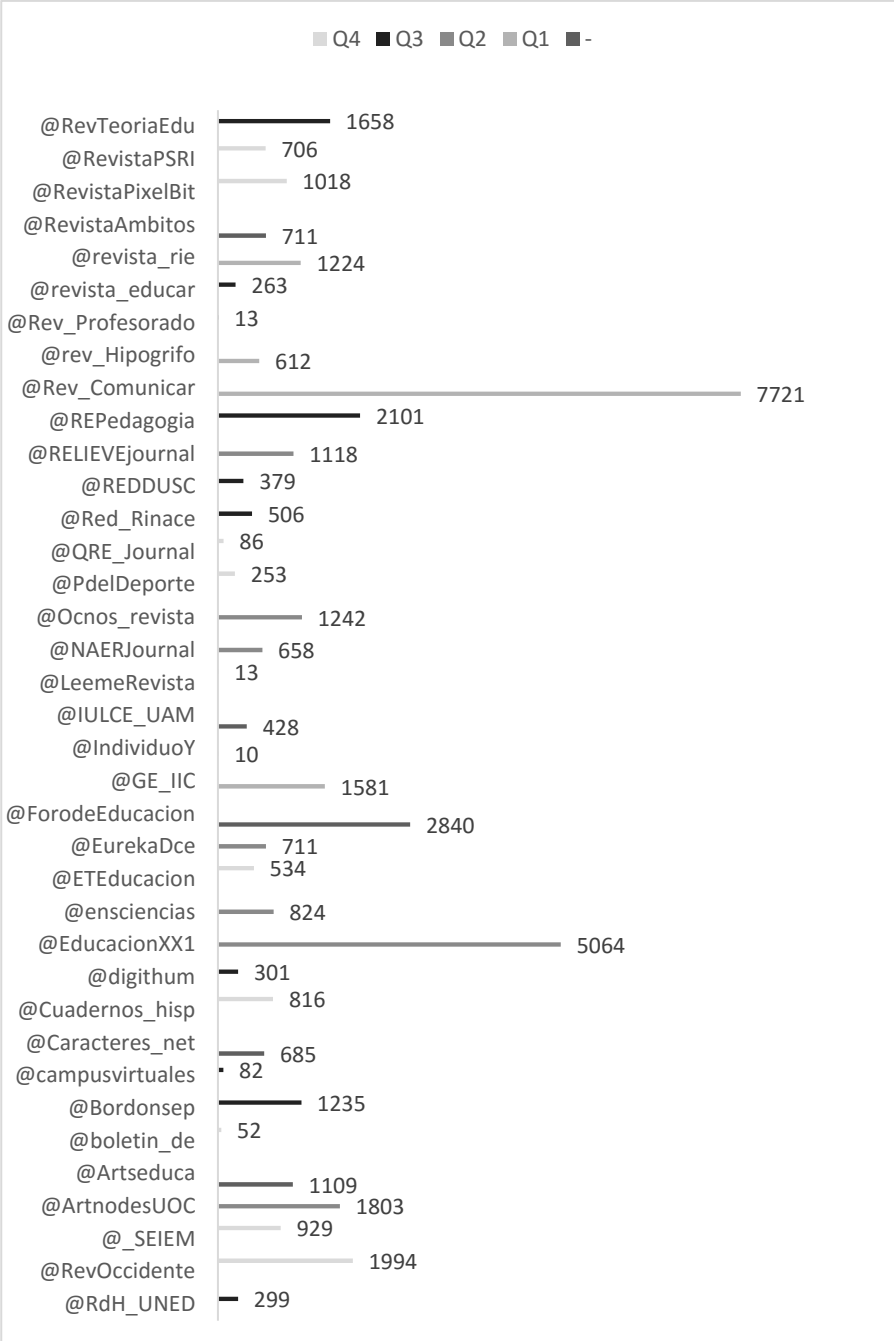 Q4 Q3 Q2 Q1 -
@RevTeoriaEdu 1658
@RevistaPSRI 706
@RevistaPixelBit 1018
@RevistaAmbitos 711
@revista_rie 1224
@revista_educar 263
@Rev_Profesorado 13
@rev_Hipogrifo 612
@Rev_Comunicar 7721
@REPedagogia 2101
@RELIEVEjournal 1118
@REDDUSC 379
@Red_Rinace 506
@QRE_Journal 86
@PdelDeporte 253
@Ocnos_revista 1242
@NAERJournal 658
@LeemeRevista 13
@IULCE_UAM 428
@IndividuoY 10
@GE_IIC 1581
@ForodeEducacion 2840
@EurekaDce 711
@ETEducacion 534
@ensciencias 824
@EducacionXX1 5064
@digithum 301
@Cuadernos_hisp 816
@Caracteres_net 685
@campusvirtuales 82
@Bordonsep 1235
@boletin_de 52
@Artseduca 1109
@ArtnodesUOC 1803
@_SEIEM 929
@RevOccidente 1994
@RdH_UNED 299